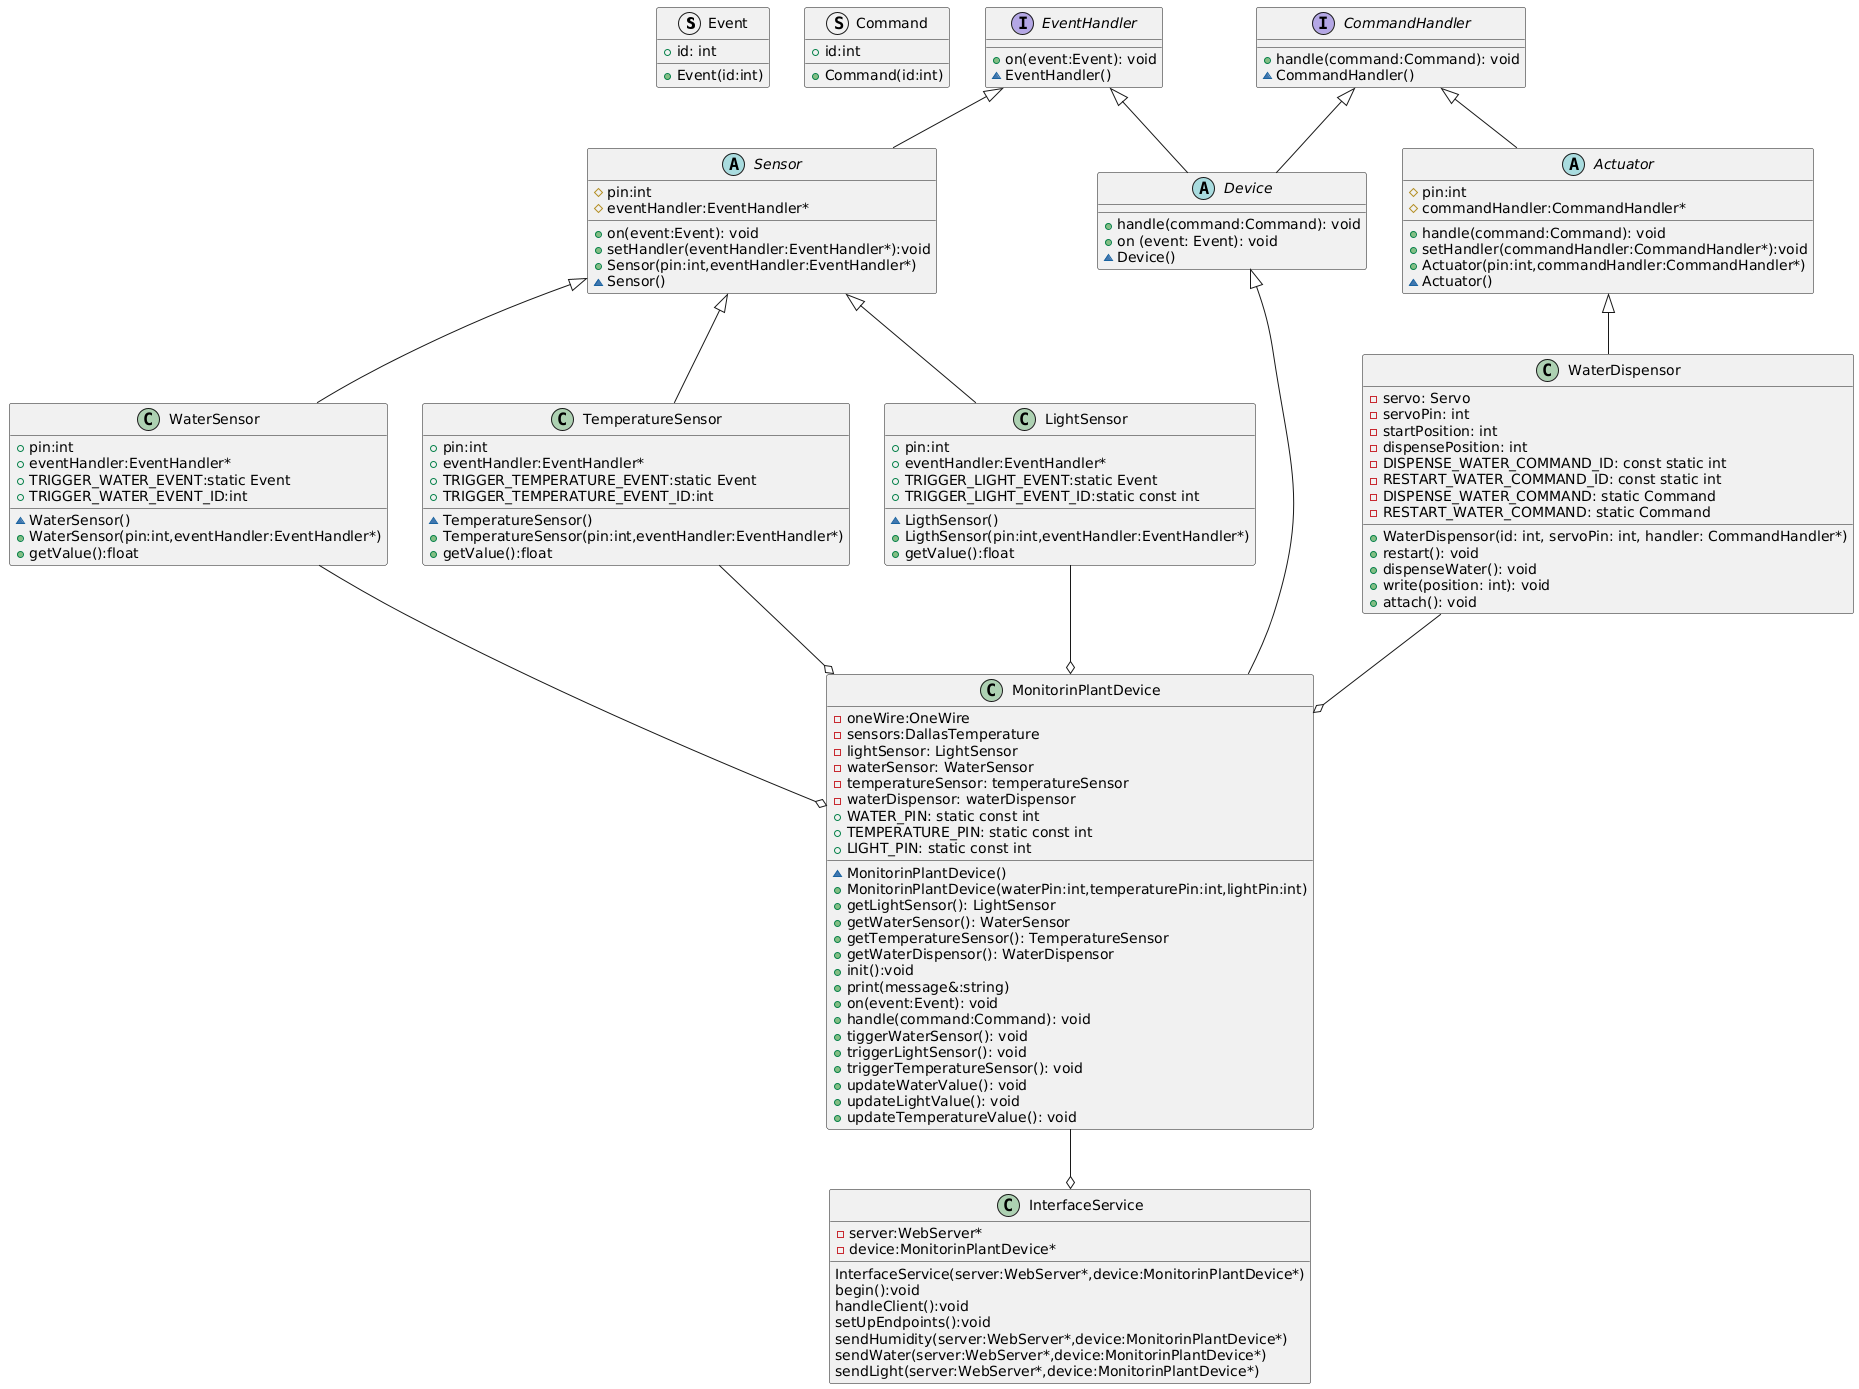 S Event
id: int
Event(id:int)
S Command
id:int
Command(id:int)
I EventHandler
on(event:Event): void
EventHandler()
I CommandHandler
handle(command:Command): void
CommandHandler()
A Sensor
pin:int
eventHandler:EventHandler*
on(event:Event): void
setHandler(eventHandler:EventHandler*):void
Sensor(pin:int,eventHandler:EventHandler*)
Sensor()
A Device
handle(command:Command): void
on (event: Event): void
Device()
A Actuator
pin:int
commandHandler:CommandHandler*
handle(command:Command): void
setHandler(commandHandler:CommandHandler*):void
Actuator(pin:int,commandHandler:CommandHandler*)
Actuator()
C WaterSensor
pin:int
eventHandler:EventHandler*
TRIGGER_WATER_EVENT:static Event
TRIGGER_WATER_EVENT_ID:int
WaterSensor()
WaterSensor(pin:int,eventHandler:EventHandler*)
getValue():float
C TemperatureSensor
pin:int
eventHandler:EventHandler*
TRIGGER_TEMPERATURE_EVENT:static Event
TRIGGER_TEMPERATURE_EVENT_ID:int
TemperatureSensor()
TemperatureSensor(pin:int,eventHandler:EventHandler*)
getValue():float
C LightSensor
pin:int
eventHandler:EventHandler*
TRIGGER_LIGHT_EVENT:static Event
TRIGGER_LIGHT_EVENT_ID:static const int
LigthSensor()
LigthSensor(pin:int,eventHandler:EventHandler*)
getValue():float
C WaterDispensor
servo: Servo
servoPin: int
startPosition: int
dispensePosition: int
DISPENSE_WATER_COMMAND_ID: const static int
RESTART_WATER_COMMAND_ID: const static int
DISPENSE_WATER_COMMAND: static Command
RESTART_WATER_COMMAND: static Command
WaterDispensor(id: int, servoPin: int, handler: CommandHandler*)
restart(): void
dispenseWater(): void
write(position: int): void
attach(): void
C MonitorinPlantDevice
oneWire:OneWire
sensors:DallasTemperature
lightSensor: LightSensor
waterSensor: WaterSensor
temperatureSensor: temperatureSensor
waterDispensor: waterDispensor
WATER_PIN: static const int
TEMPERATURE_PIN: static const int
LIGHT_PIN: static const int
MonitorinPlantDevice()
MonitorinPlantDevice(waterPin:int,temperaturePin:int,lightPin:int)
getLightSensor(): LightSensor
getWaterSensor(): WaterSensor
getTemperatureSensor(): TemperatureSensor
getWaterDispensor(): WaterDispensor
init():void
print(message&:string)
on(event:Event): void
handle(command:Command): void
tiggerWaterSensor(): void
triggerLightSensor(): void
triggerTemperatureSensor(): void
updateWaterValue(): void
updateLightValue(): void
updateTemperatureValue(): void
C InterfaceService
server:WebServer*
device:MonitorinPlantDevice*
InterfaceService(server:WebServer*,device:MonitorinPlantDevice*)
begin():void
handleClient():void
setUpEndpoints():void
sendHumidity(server:WebServer*,device:MonitorinPlantDevice*)
sendWater(server:WebServer*,device:MonitorinPlantDevice*)
sendLight(server:WebServer*,device:MonitorinPlantDevice*)